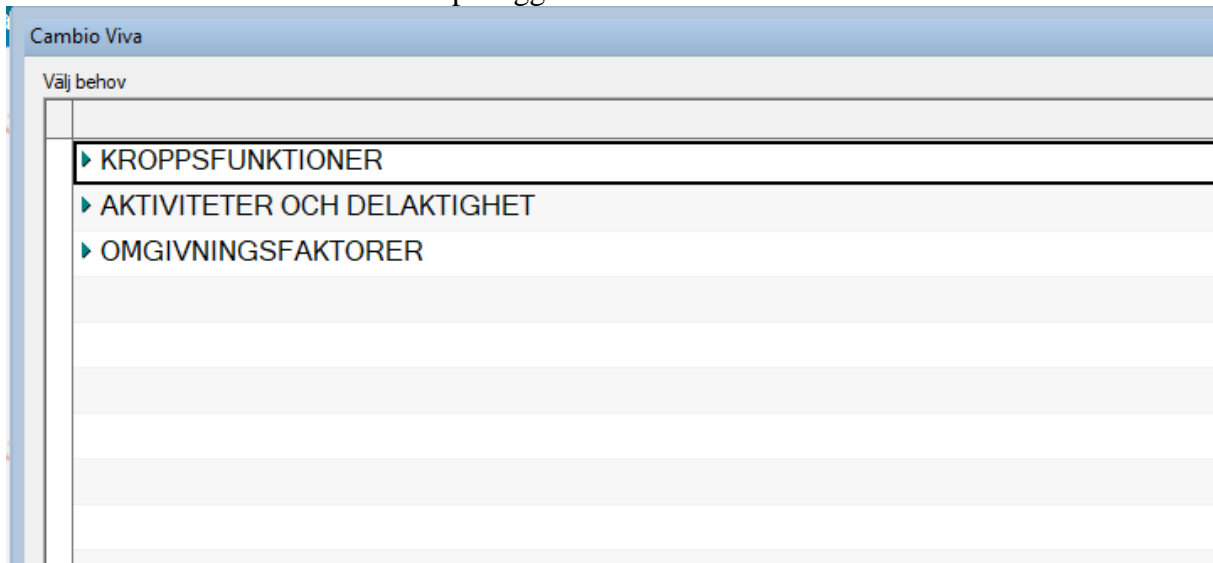 Cambio Viva
Välj behov
KROPPSFUNKTIONER
AKTIVITETER OCH DELAKTIGHET
OMGIVNINGSFAKTORER